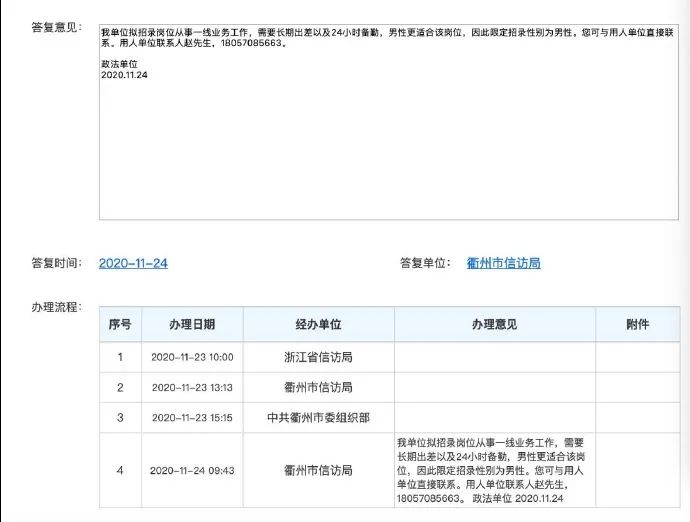 答复意见:
我单位拟招录岗位从事一线业务工作，需要长期出差以及24小时备勤，男性更适合该岗位，因此限定招录性别为男性。您可与用人单位直接联
系。用人单位联系人赵先生，18057085663。
政法单位
2020.11.24
答复时间: 2020-11-24 答复单位: 衢州市信访局
办理流程:
序号 办理日期 经办单位 办理意见 附件
1 2020-11-23 10:00 浙江省信访局
2 2020-11-23 13:13 衢州市信访局
3 2020-11-23 15:15 中共衢州市委组织部
4 2020-11-24 09:43 衢州市信访局
我单位拟招录岗位从事一线业务工作，需要
长期出差以及24小时备勤，男性更适合该岗
位，因此限定招录性别为男性。您可与用人
单位直接联系。用人单位联系人赵先生，
18057085663。 政法单位 2020.11.24